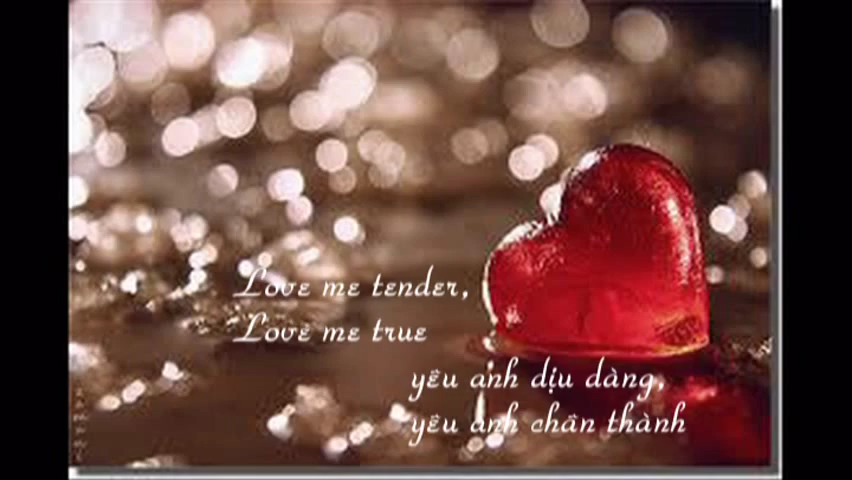 Love me tender,
Love me true
yêu anh dịu dàng,
yêu anh chân thành